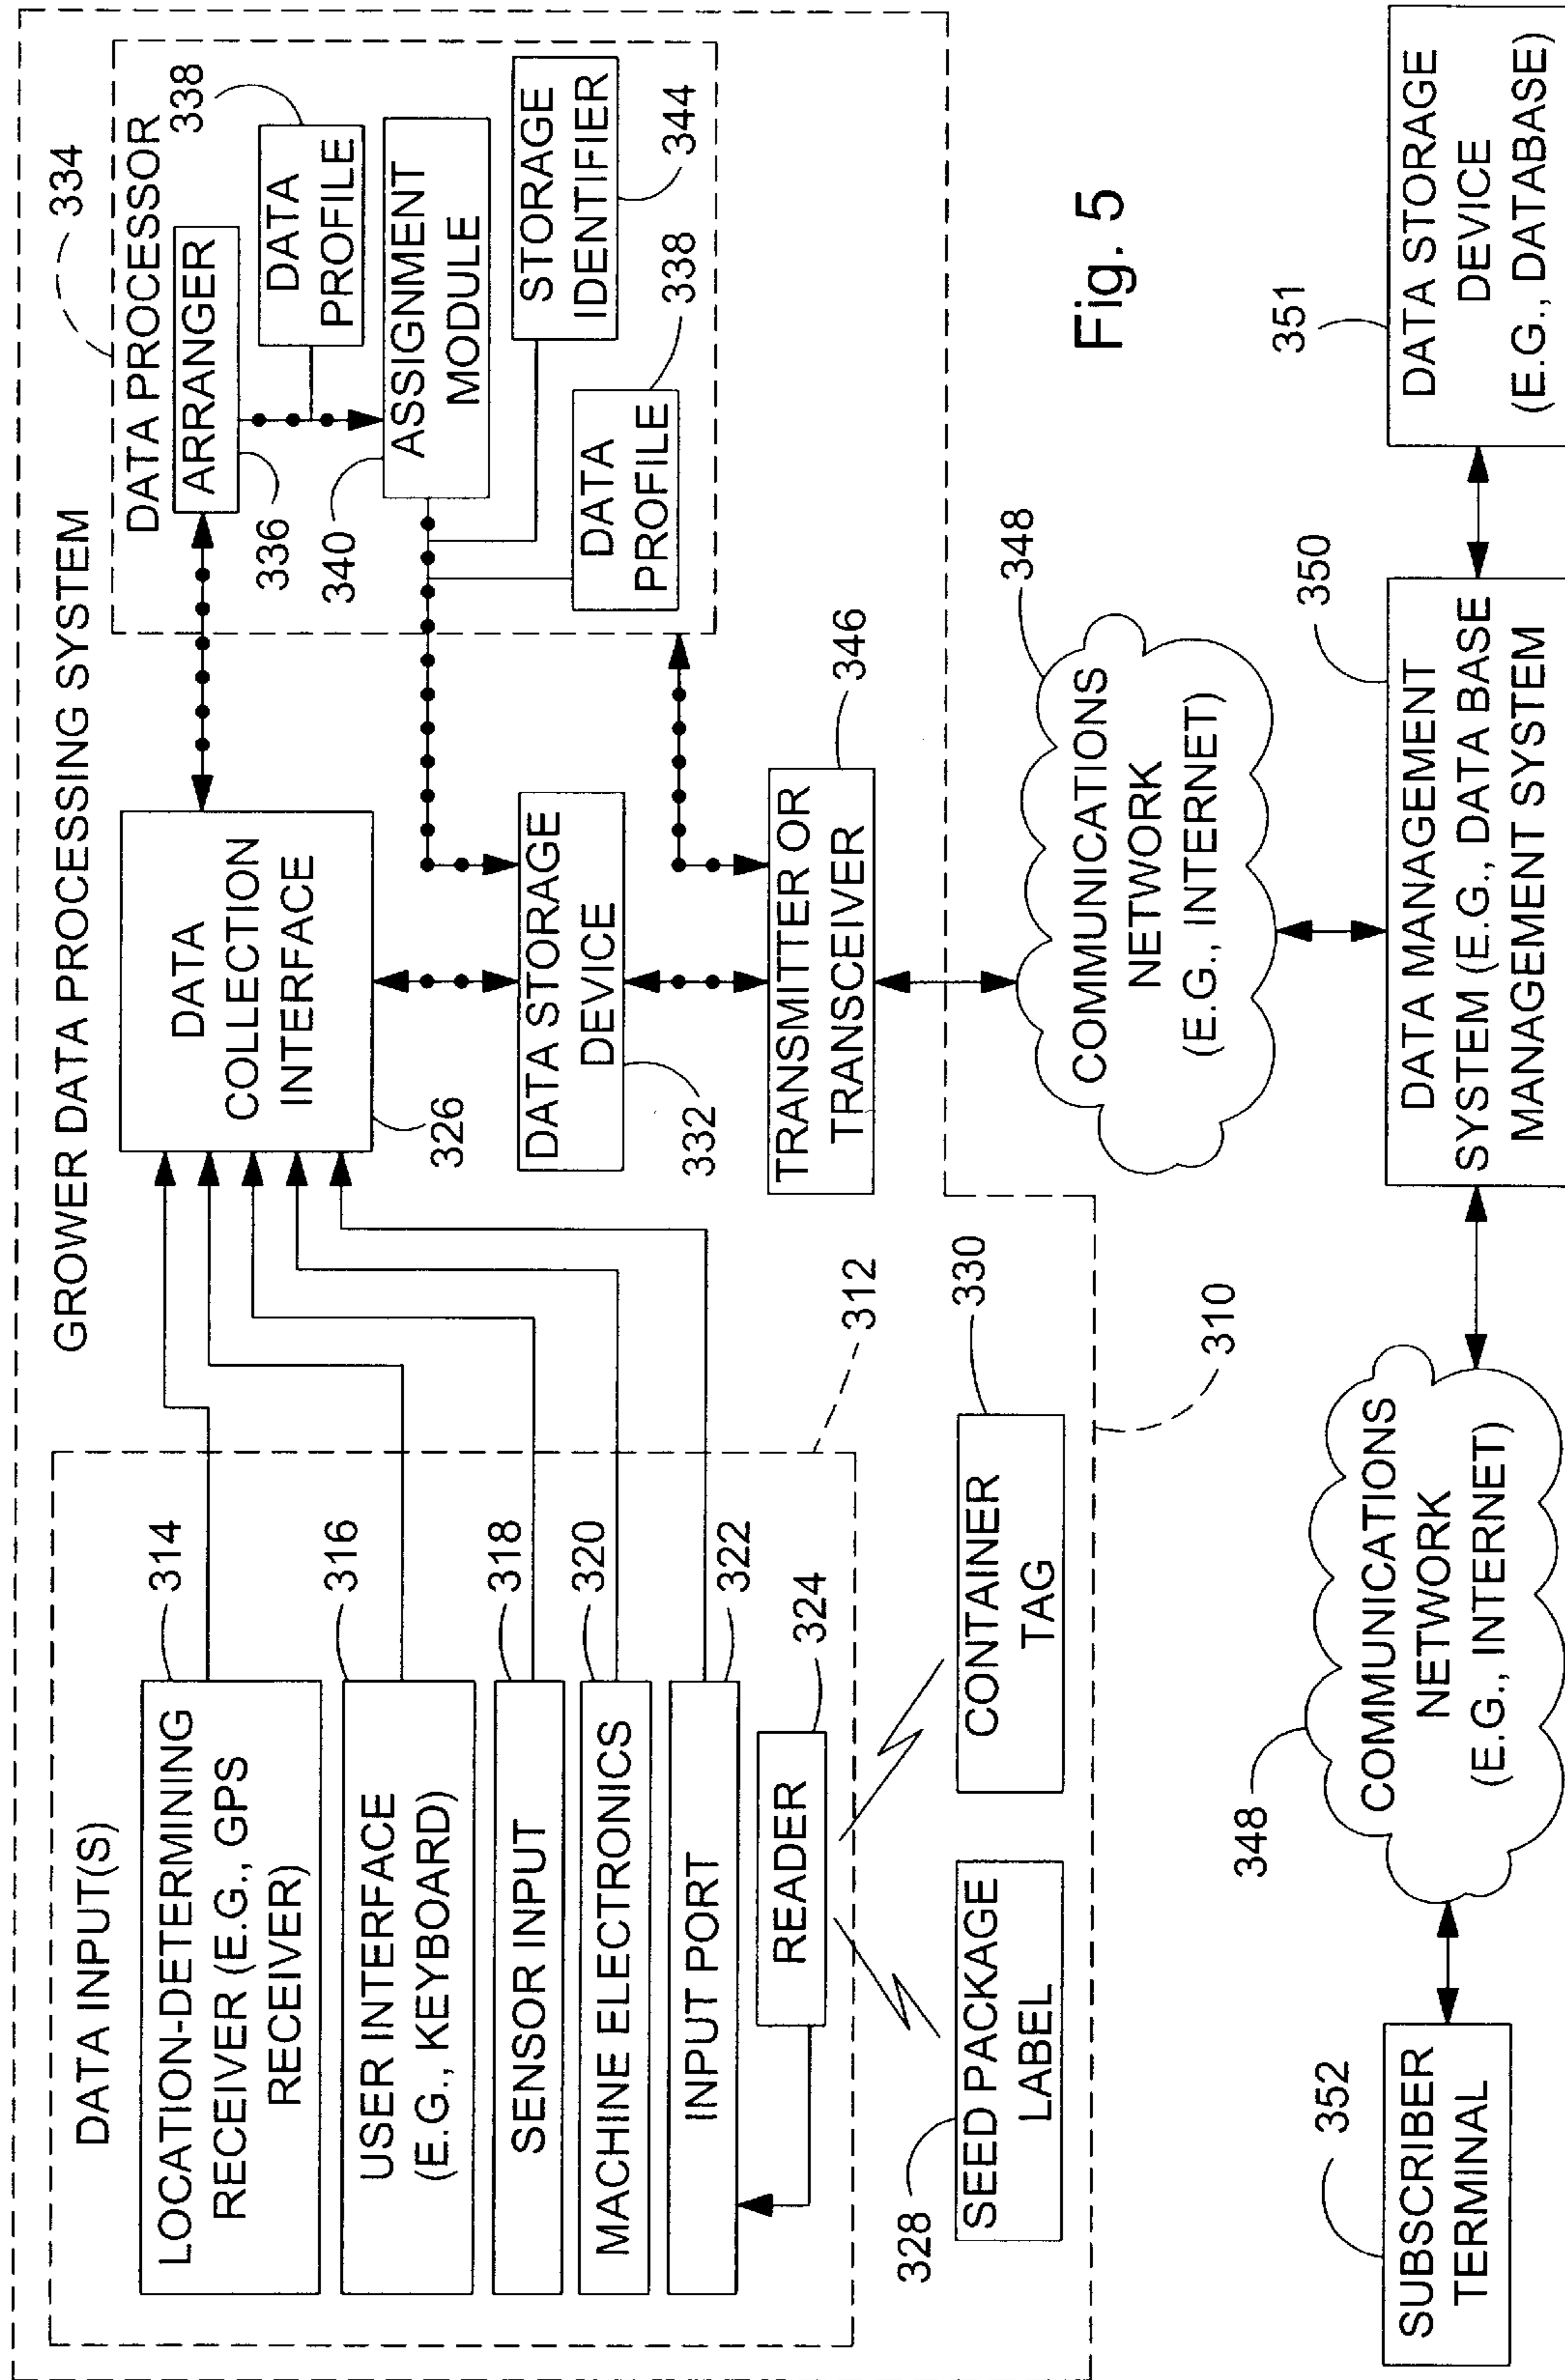 GROWER DATA PROCESSING SYSTEM
DATA INPUT(S)
314
LOCATION-DETERMINING
RECEIVER (E.G., GPS
RECEIVER)
316
USER INTERFACE
(E.G., KEYBOARD)
318
SENSOR INPUT
320
MACHINE ELECTRONICS
322
INPUT PORT
324
READER
312
328
SEED PACKAGE
LABEL
330
CONTAINER
TAG
310
DATA
COLLECTION
INTERFACE
326
DATA STORAGE
DEVICE
332
TRANSMITTER OR
TRANSCEIVER
346
334
DATA PROCESSOR
ARRANGER
336
338
DATA
PROFILE
ASSIGNMENT
MODULE
340
STORAGE
IDENTIFIER
344
DATA
PROFILE
338
COMMUNICATIONS
NETWORK
(E.G., INTERNET)
348
Fig. 5
352
SUBSCRIBER
TERMINAL
348
COMMUNICATIONS
NETWORK
(E.G., INTERNET)
350
DATA MANAGEMENT
SYSTEM (E.G., DATA BASE
MANAGEMENT SYSTEM
351
DATA STORAGE
DEVICE
(E.G., DATABASE)